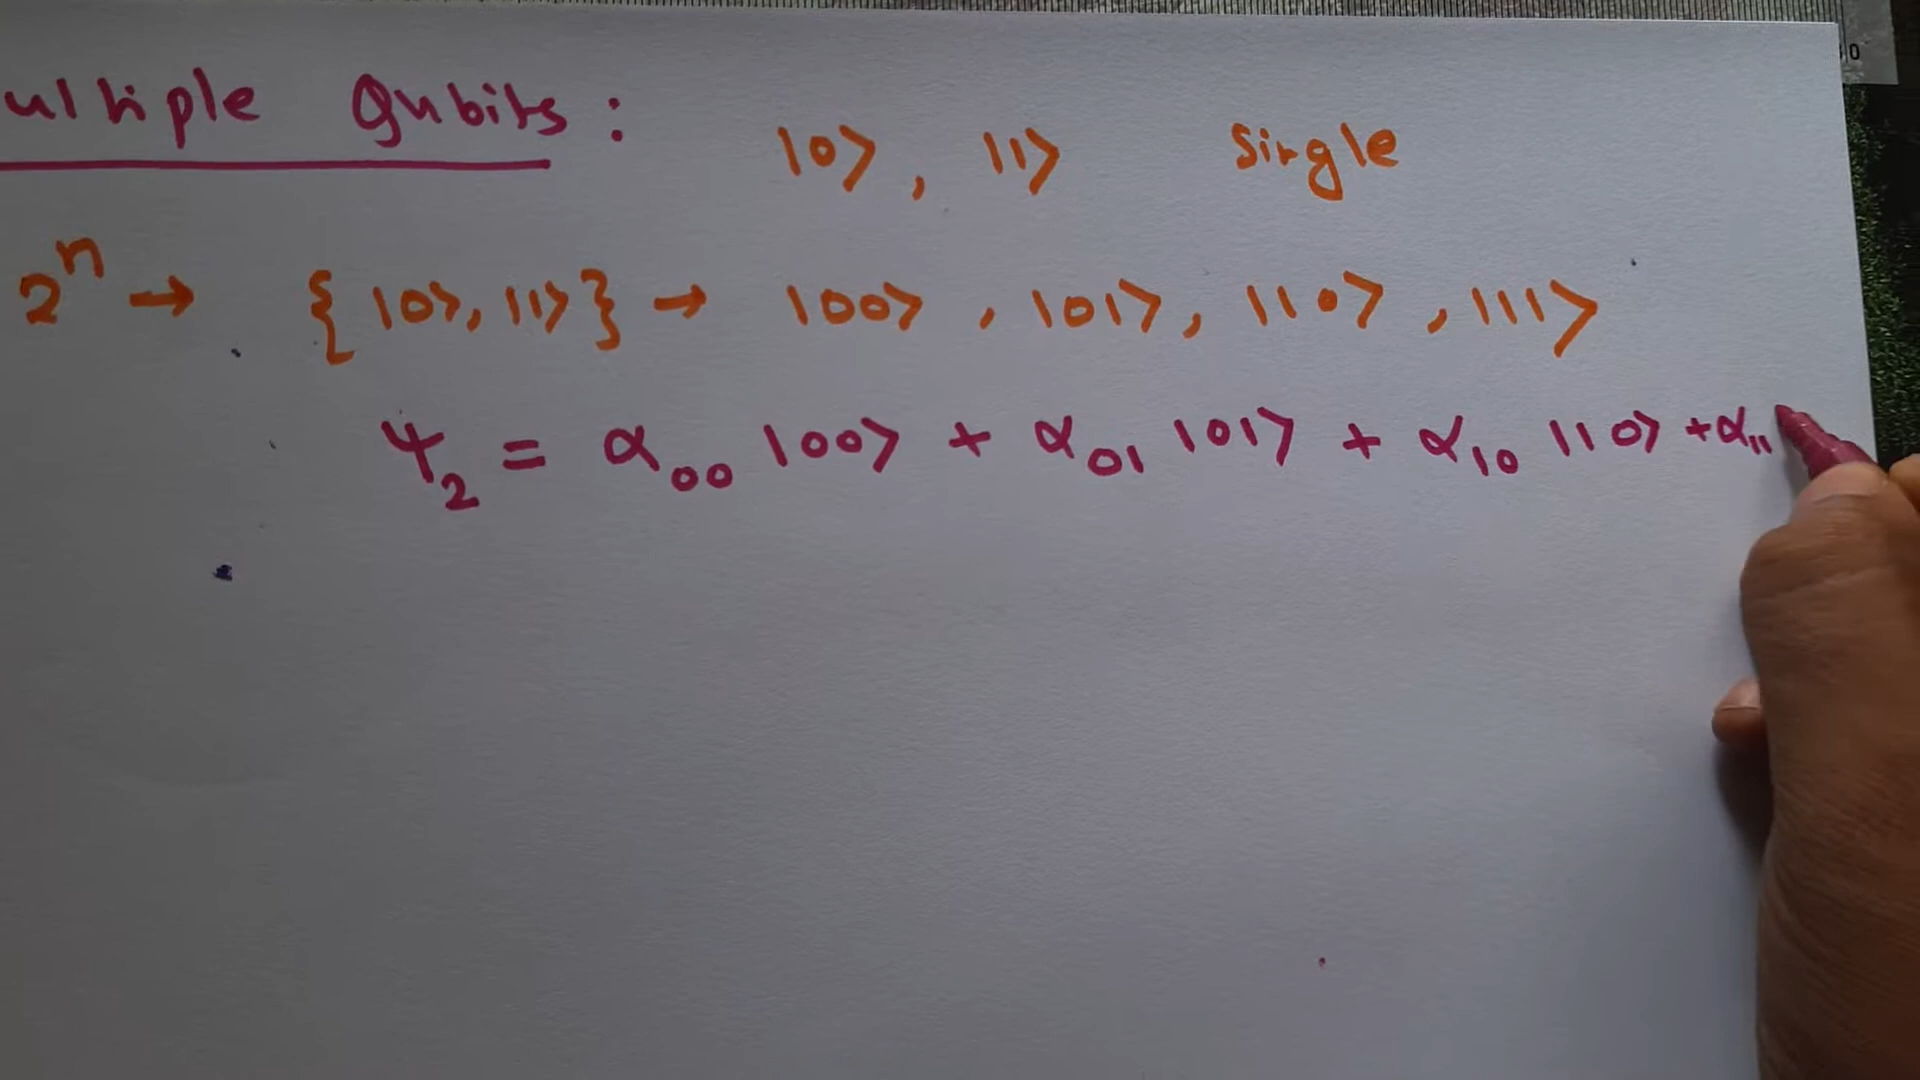 ultiple Qubits :
|0⟩ , |1⟩ Single
2ⁿ → { |0⟩, |1⟩ } → |00⟩ , |01⟩ , |10⟩ , |11⟩
Ψ₂ = α₀₀ |00⟩ + α₀₁ |01⟩ + α₁₀ |10⟩ + α₁₁